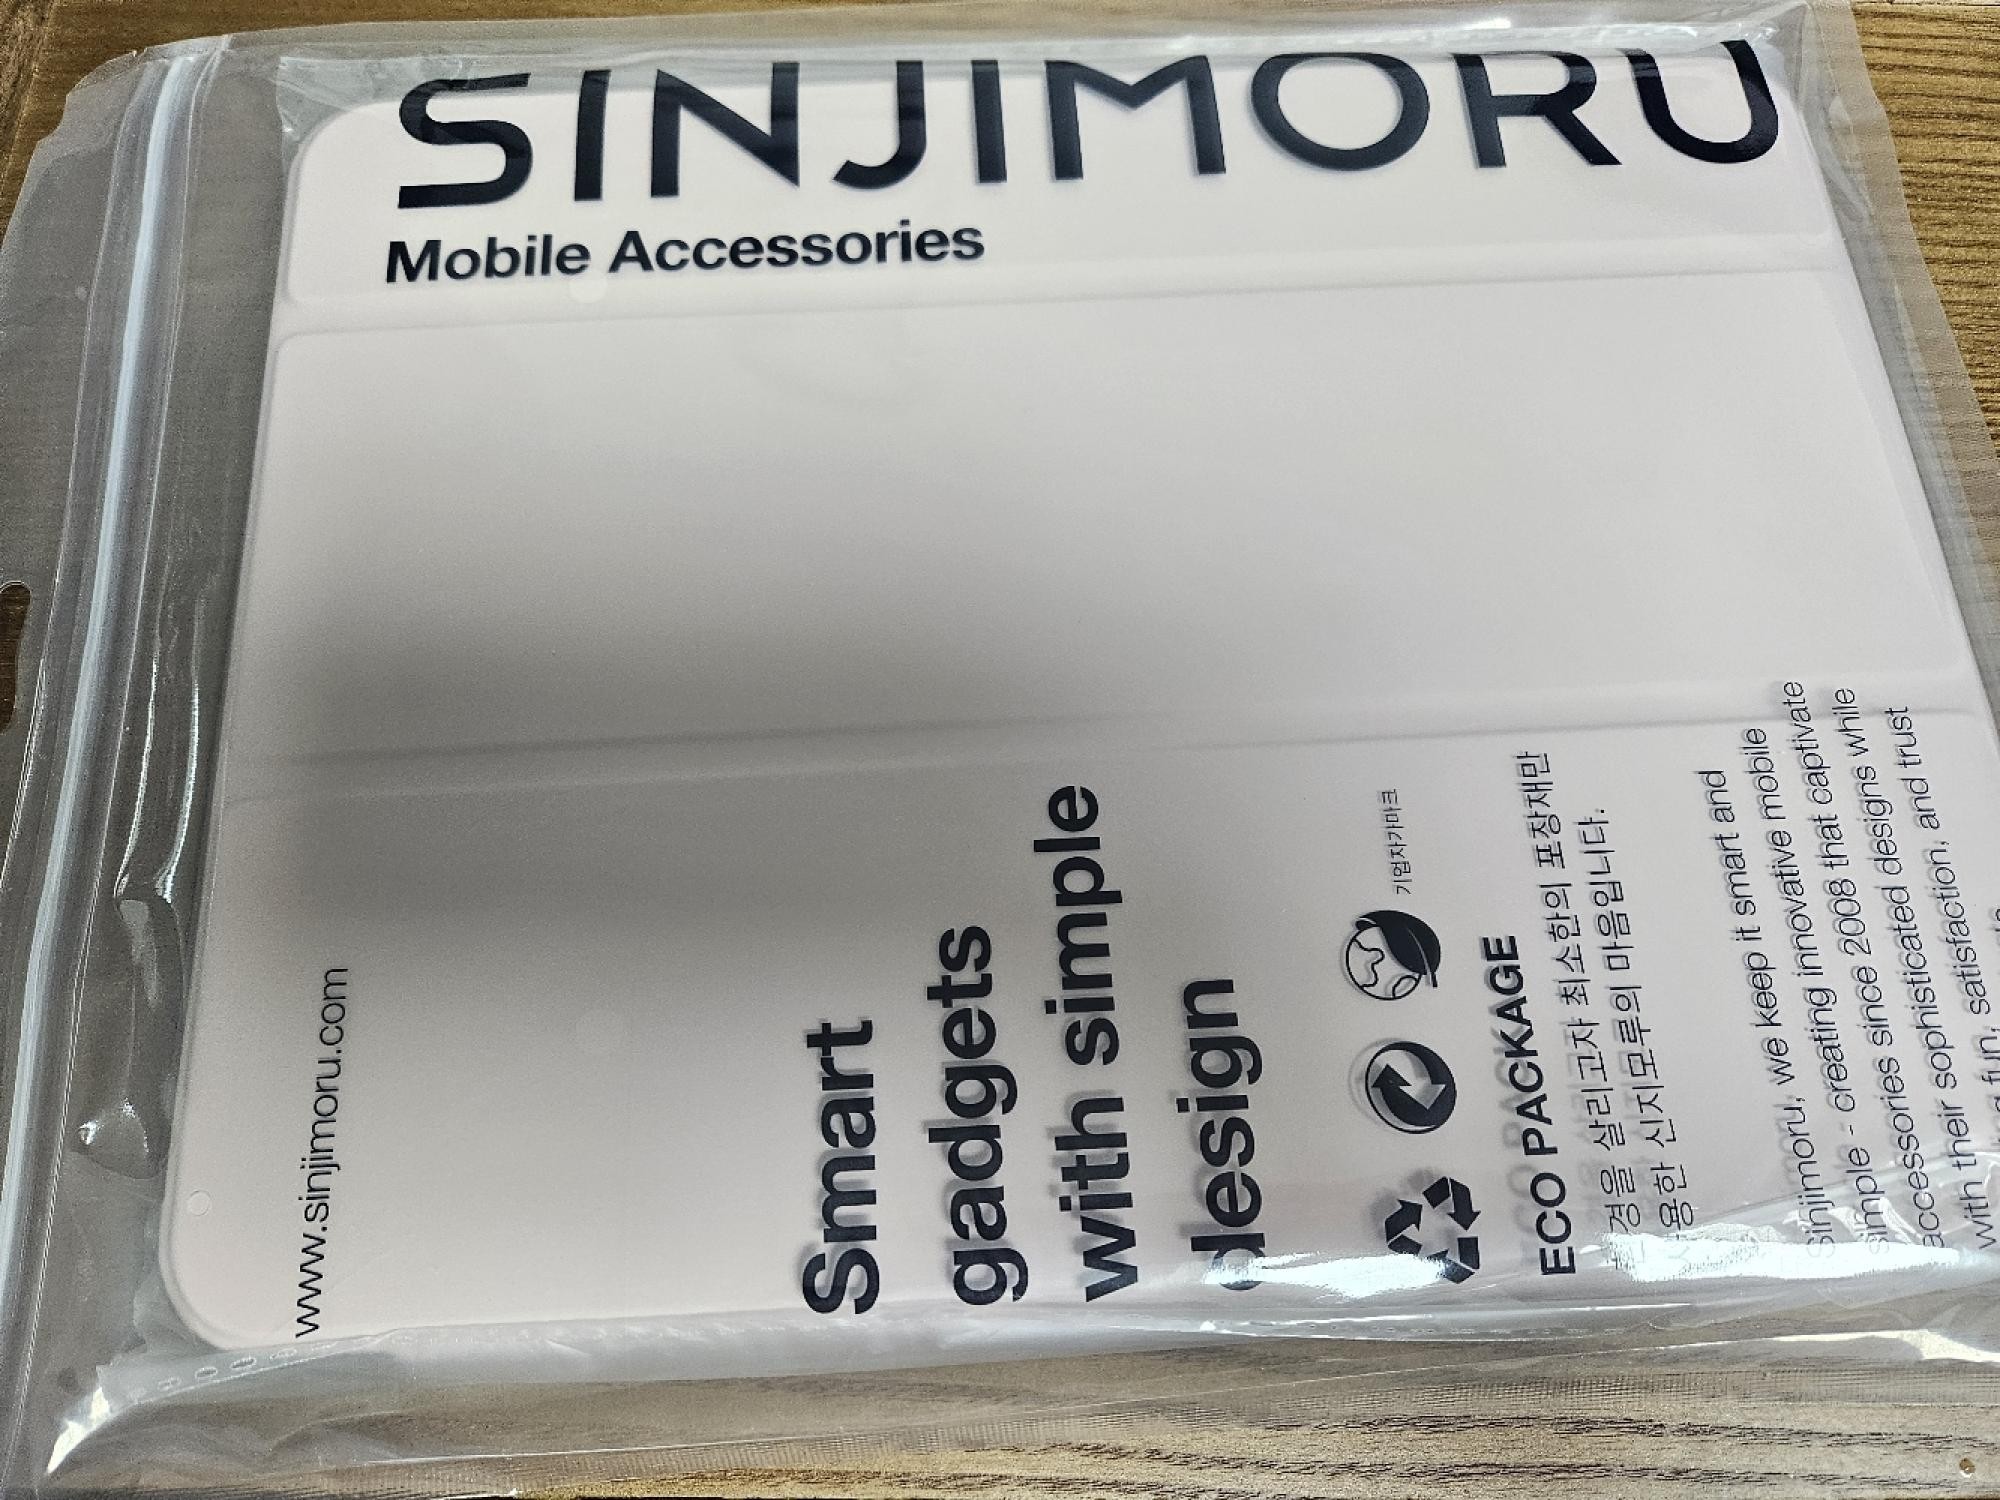 SINJIMORU
Mobile Accessories
www.sinjimoru.com
Smart
gadgets
with simple
design
기업자가마크
ECO PACKAGE
환경을 살리고자 최소한의 포장재만
사용한 신지모루의 마음입니다.
Sinjimoru, we keep it smart and
simple - creating innovative mobile
accessories since 2008 that captivate
with their sophisticated designs while
fun, satisfaction, and trust